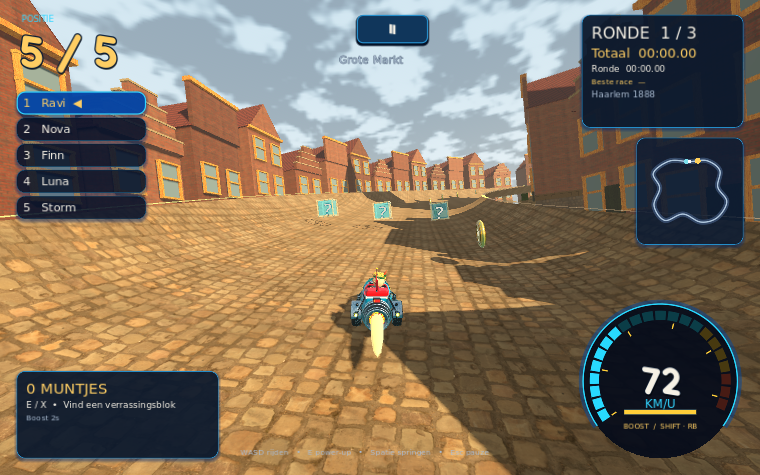 POSITIE
5 / 5
1 Ravi ◀
2 Nova
3 Finn
4 Luna
5 Storm
Grote Markt
RONDE 1 / 3
Totaal 00:00.00
Ronde 00:00.00
Beste race —
Haarlem 1888
?
?
?
0 MUNTJES
E / X • Vind een verrassingsblok
Boost 2s
72
KM/U
BOOST / SHIFT · RB